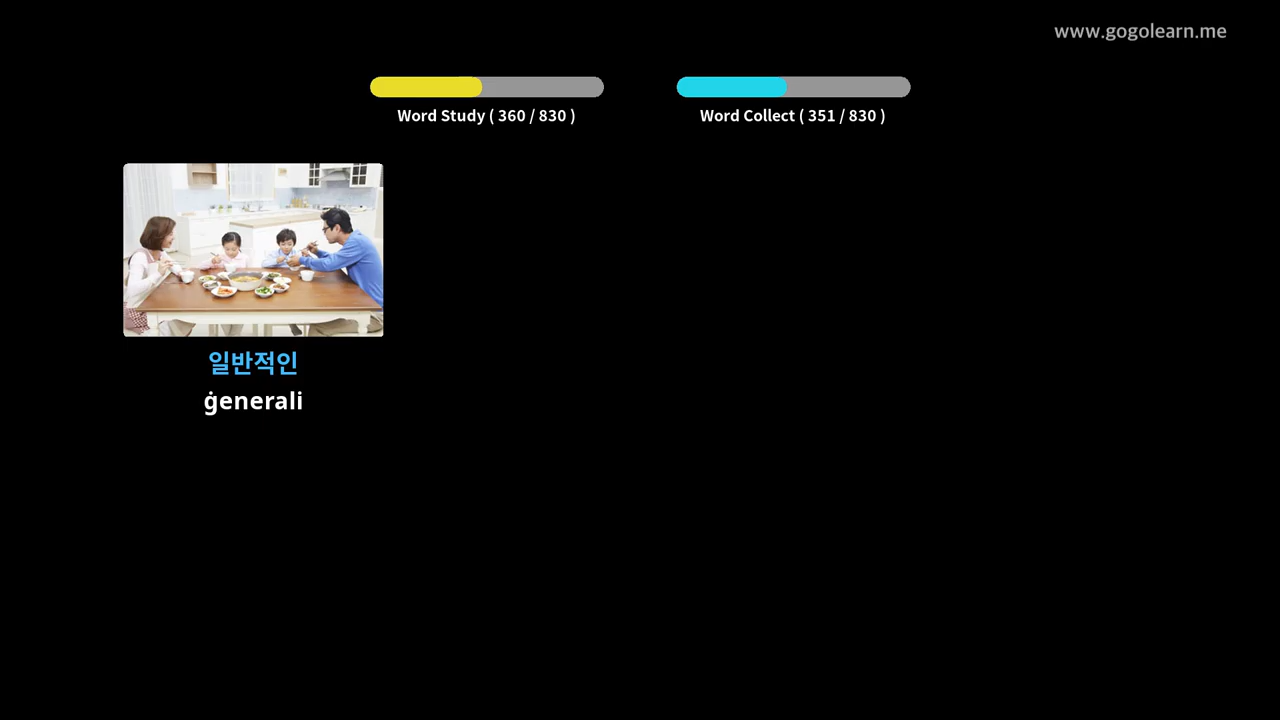 www.gogolearn.me
Word Study ( 360 / 830 )
Word Collect ( 351 / 830 )
일반적인
ġenerali